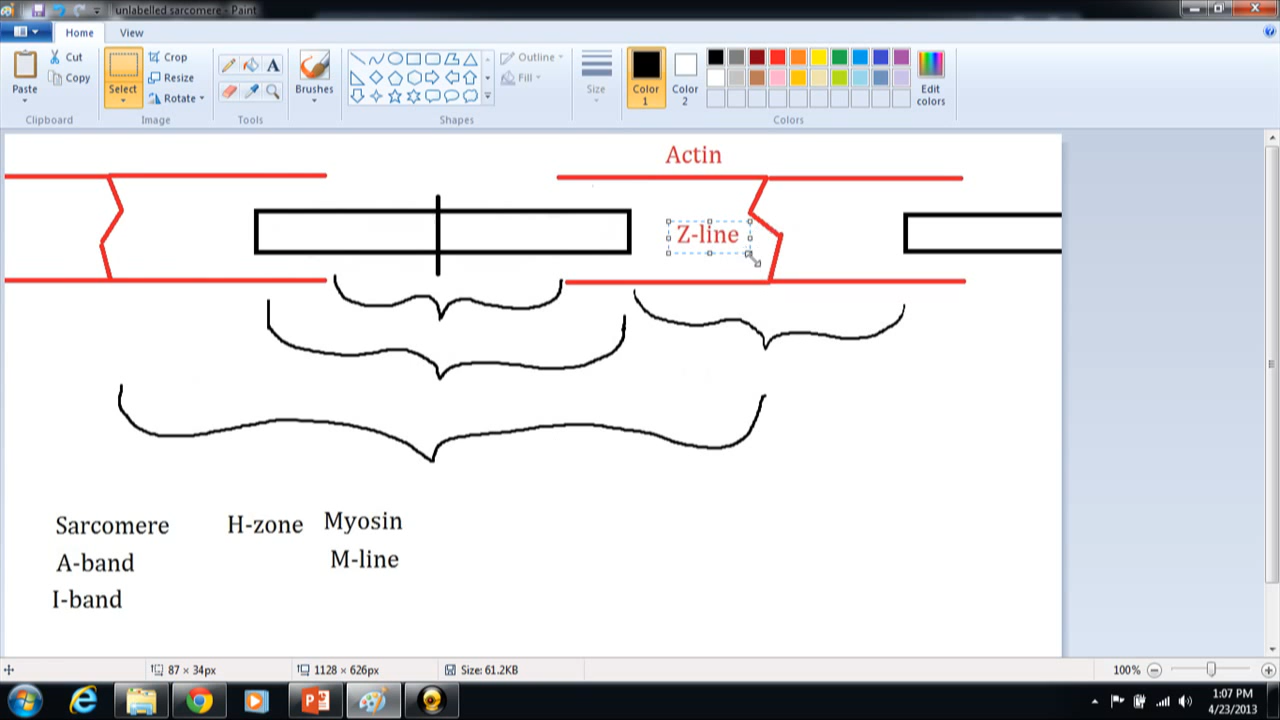 unlabelled sarcomere - Paint
Home View
Paste
Cut
Copy
Clipboard
Select
Crop
Resize
Rotate
Image
A
Tools
Brushes
Outline
Fill
Shapes
Size
Color 1
Color 2
Edit colors
Colors
Actin
Z-line
Sarcomere
A-band
I-band
H-zone
Myosin
M-line
87 × 34px
1128 × 626px
Size: 61.2KB
100%
1:07 PM
4/23/2013